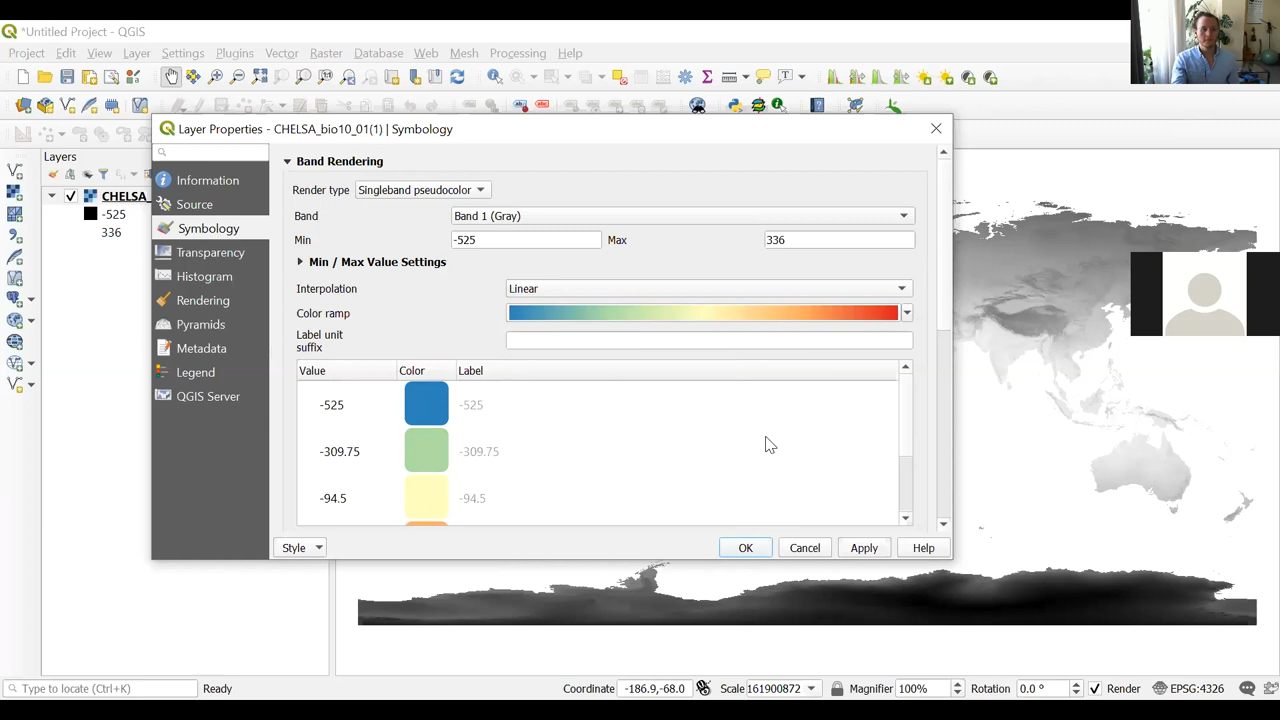 *Untitled Project - QGIS
Project Edit View Layer Settings Plugins Vector Raster Database Web Mesh Processing Help
Layer Properties - CHELSA_bio10_01(1) | Symbology
Layers
CHELSA_
-525
336
Information
Source
Symbology
Transparency
Histogram
Rendering
Pyramids
Metadata
Legend
QGIS Server
Band Rendering
Render type Singleband pseudocolor
Band Band 1 (Gray)
Min -525 Max 336
Min / Max Value Settings
Interpolation Linear
Color ramp
Label unit
suffix
Value Color Label
-525 -525
-309.75 -309.75
-94.5 -94.5
Style OK Cancel Apply Help
Type to locate (Ctrl+K) Ready Coordinate -186.9,-68.0 Scale 161900872 Magnifier 100% Rotation 0.0 ° Render EPSG:4326